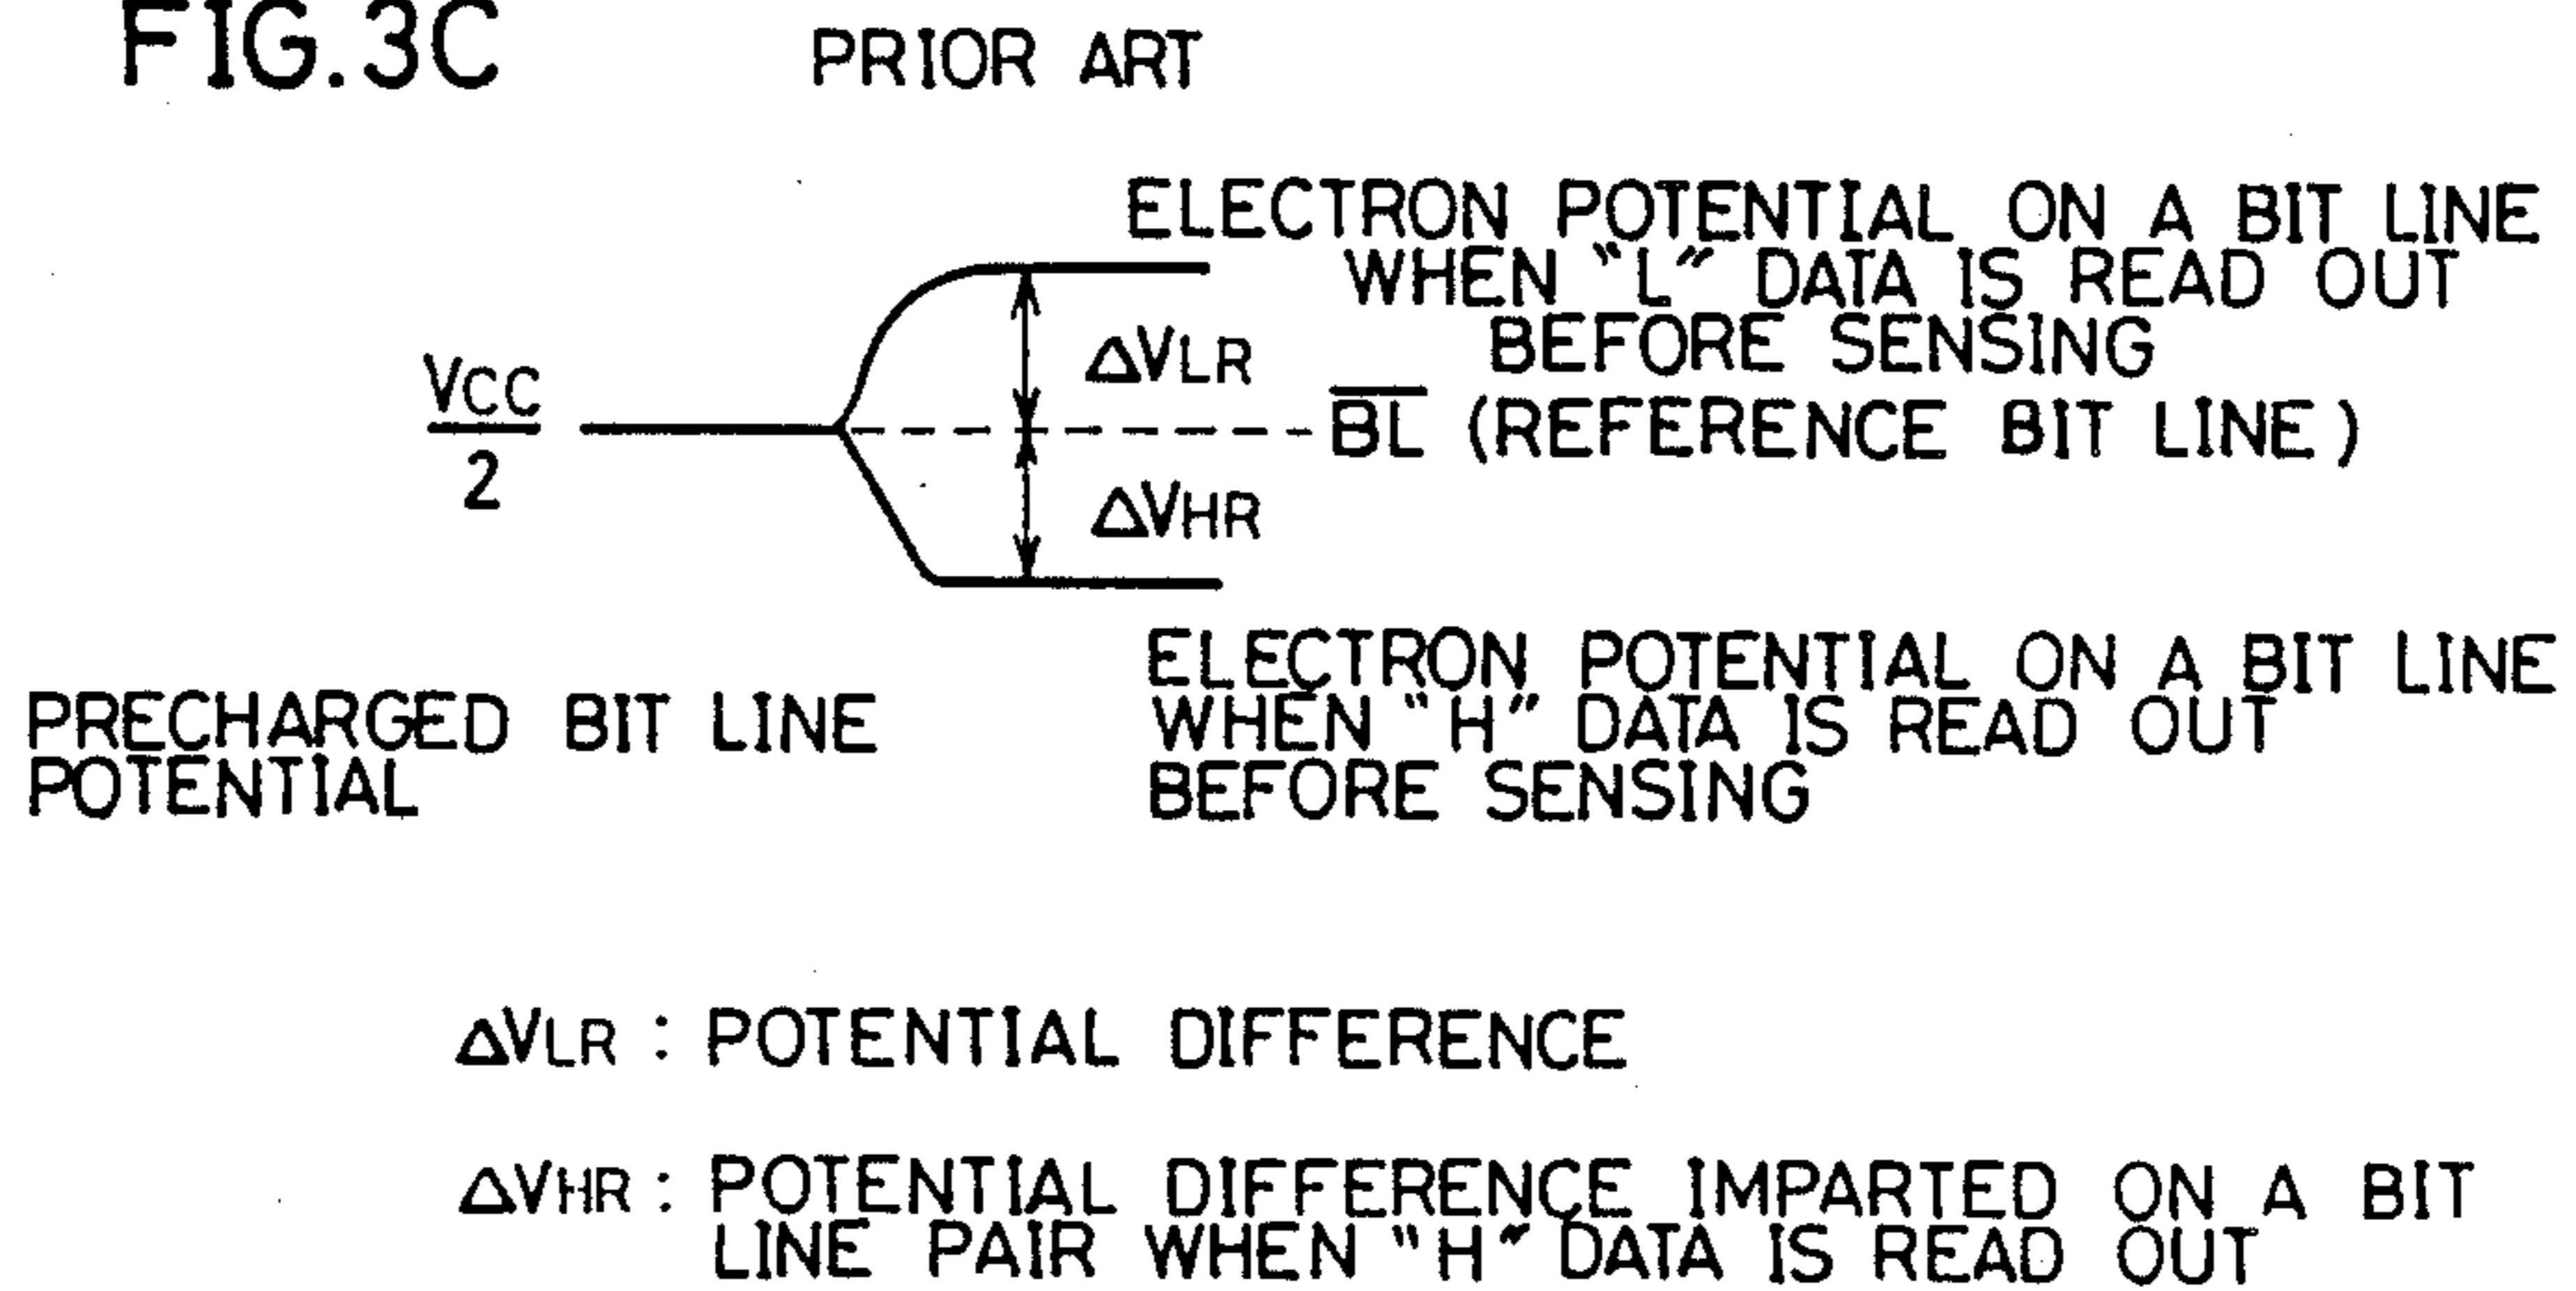 FIG.3C
PRIOR ART
ELECTRON POTENTIAL ON A BIT LINE
WHEN "L" DATA IS READ OUT
BEFORE SENSING
ΔVLR
VCC
2
B̅L̅ (REFERENCE BIT LINE)
ΔVHR
ELECTRON POTENTIAL ON A BIT LINE
WHEN "H" DATA IS READ OUT
BEFORE SENSING
PRECHARGED BIT LINE
POTENTIAL
ΔVLR : POTENTIAL DIFFERENCE
ΔVHR : POTENTIAL DIFFERENCE IMPARTED ON A BIT
LINE PAIR WHEN "H" DATA IS READ OUT